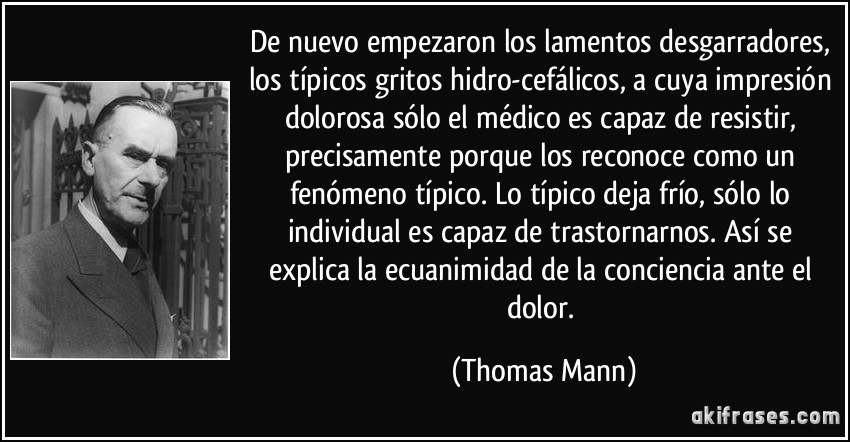 De nuevo empezaron los lamentos desgarradores,
los típicos gritos hidro-cefálicos, a cuya impresión
dolorosa sólo el médico es capaz de resistir,
precisamente porque los reconoce como un
fenómeno típico. Lo típico deja frío, sólo lo
individual es capaz de trastornarnos. Así se
explica la ecuanimidad de la conciencia ante el
dolor.
(Thomas Mann)
akifrases.com